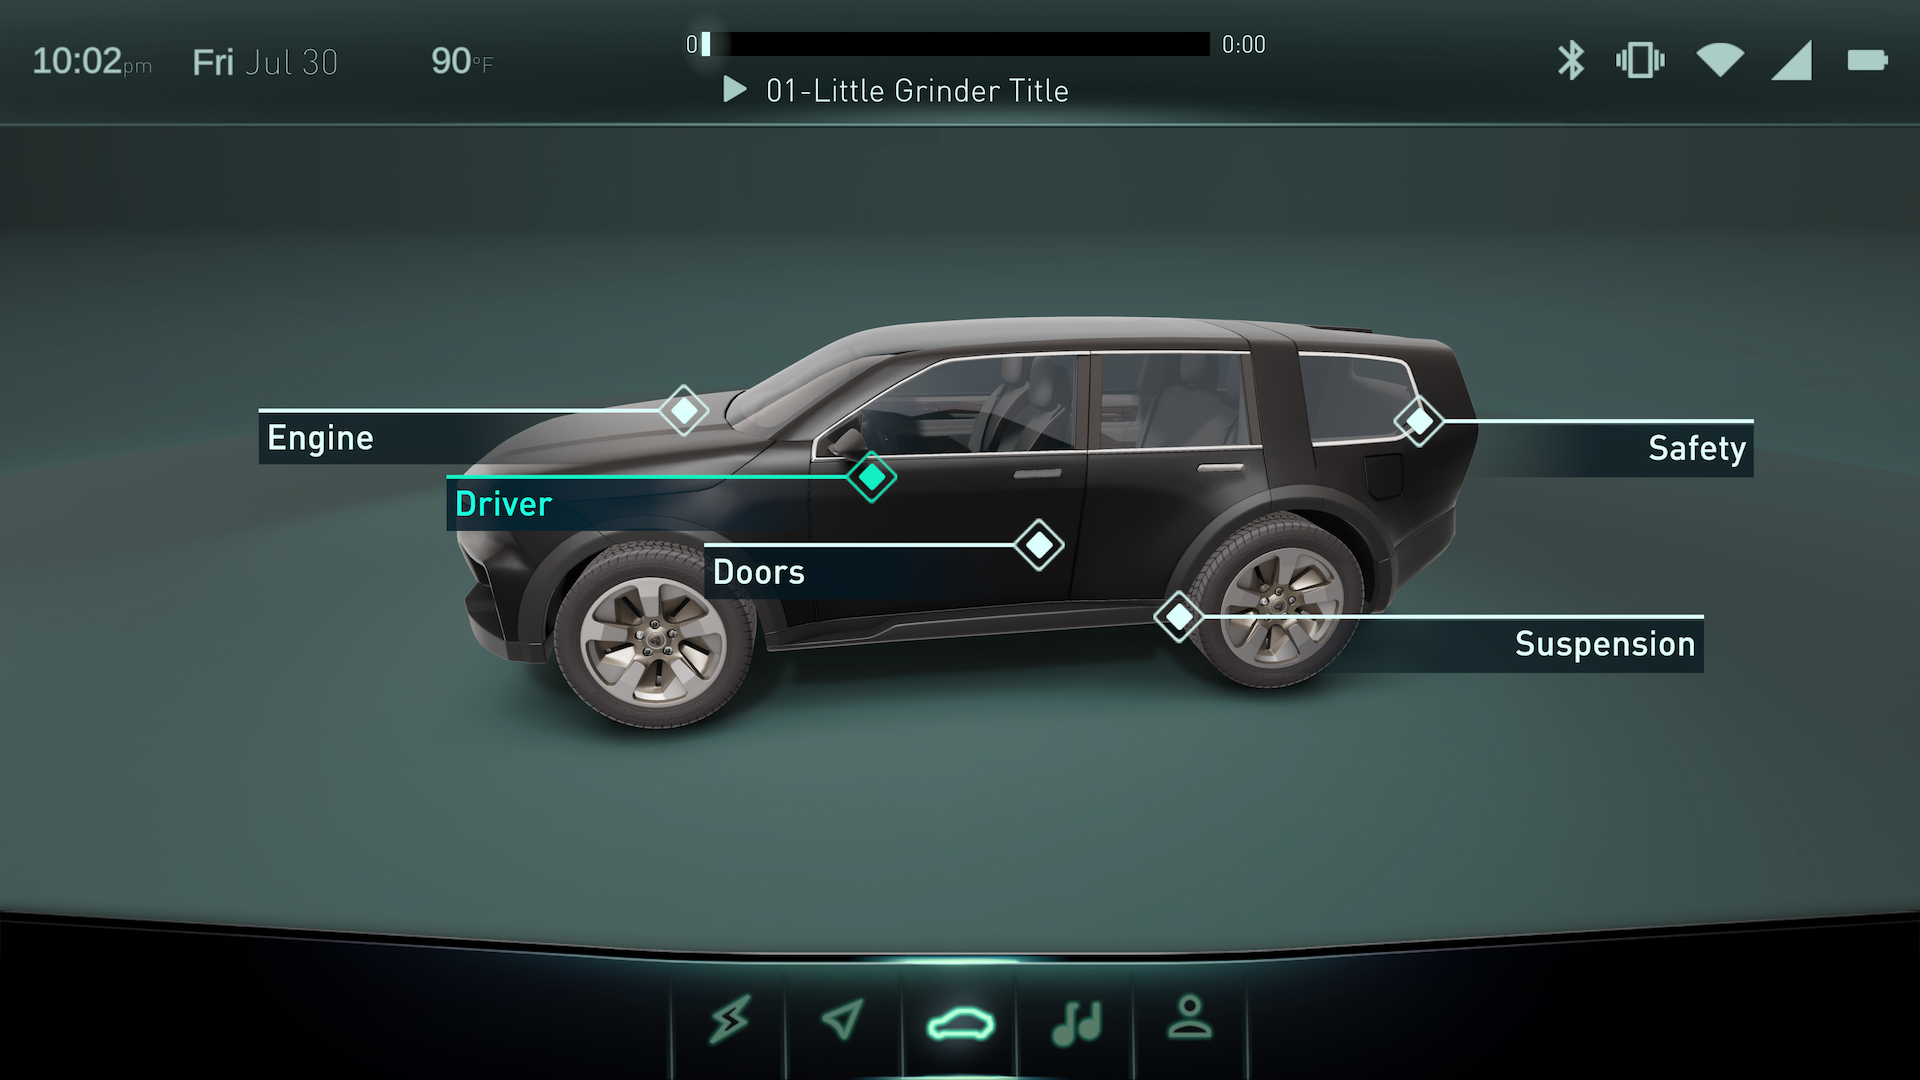 10:02pm Fri Jul 30 90°F
0 0:00
01-Little Grinder Title
Engine
Safety
Driver
Doors
Suspension